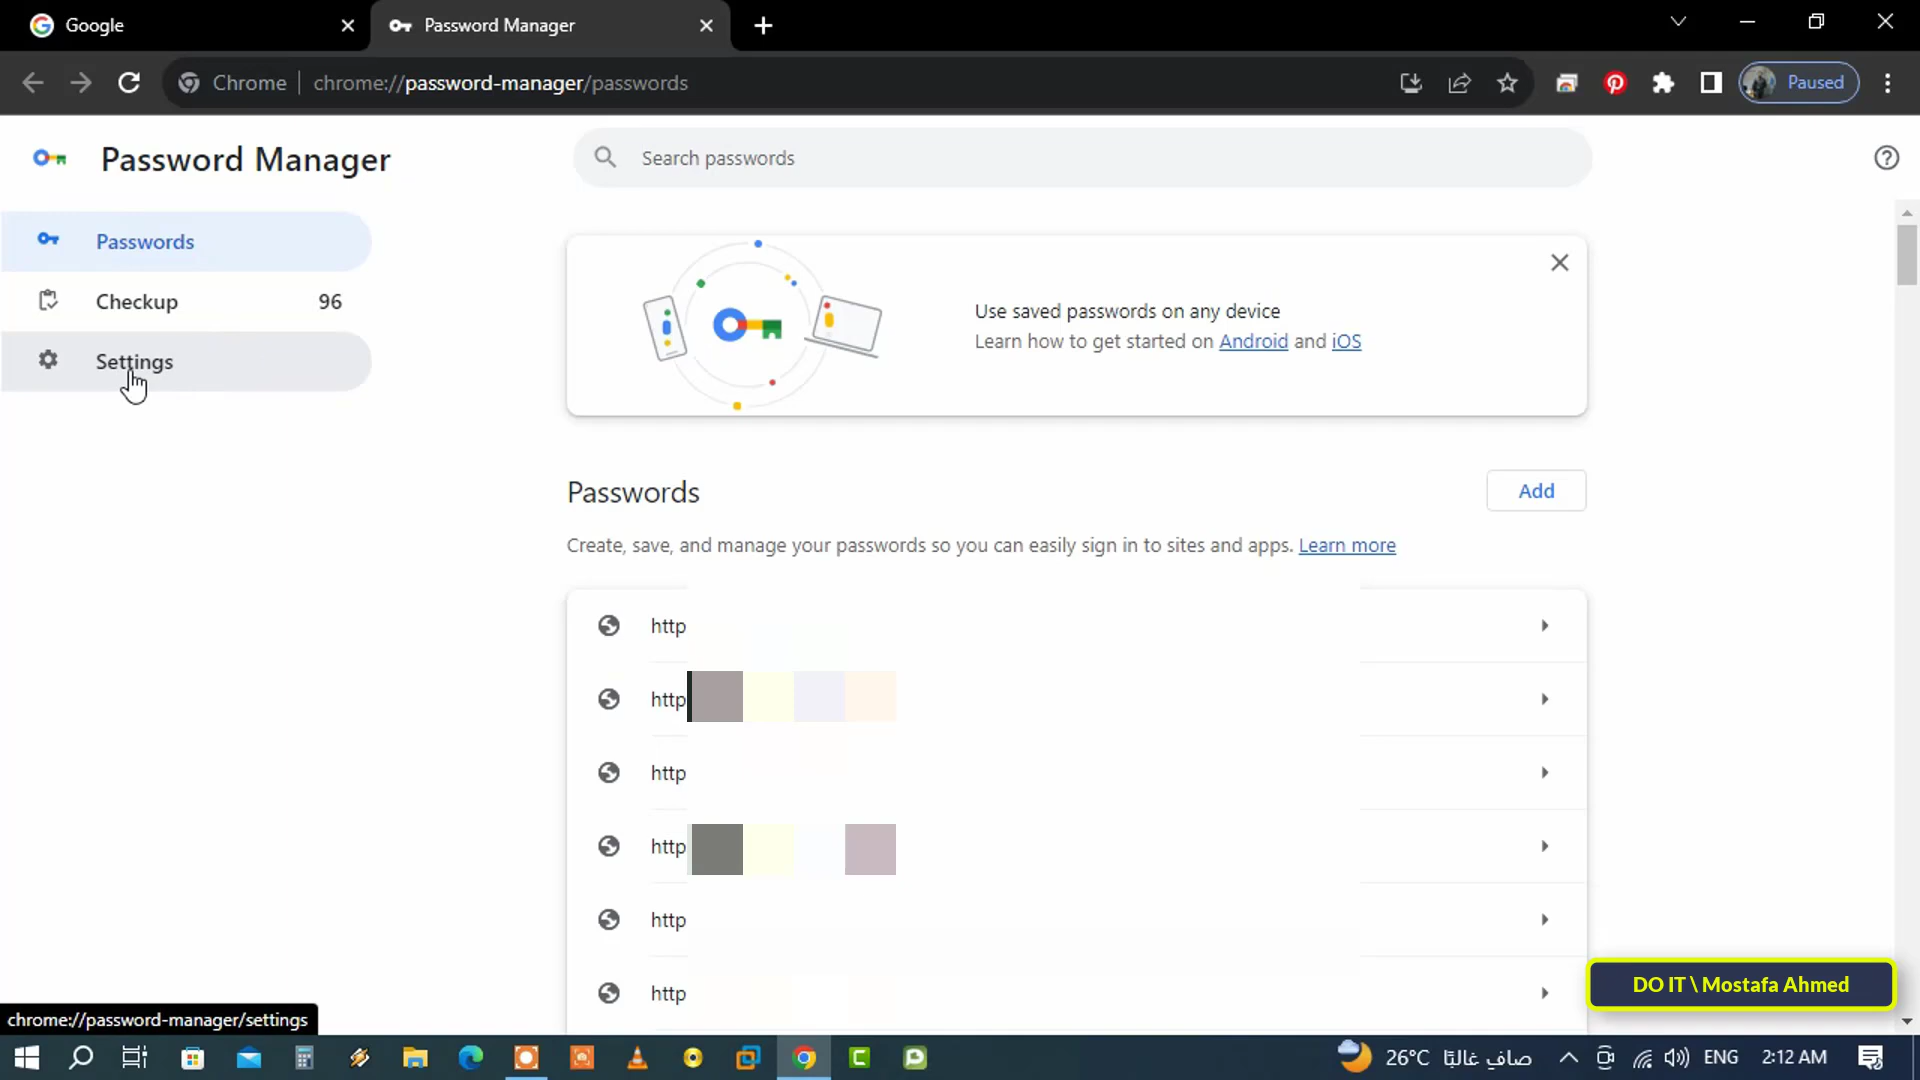 Google
Password Manager
Chrome
chrome://password-manager/passwords
Paused
Password Manager
Search passwords
Passwords
Checkup 96
Settings
Use saved passwords on any device
Learn how to get started on Android and iOS
Passwords
Add
Create, save, and manage your passwords so you can easily sign in to sites and apps. Learn more
http
http
http
http
http
http
DO IT \ Mostafa Ahmed
chrome://password-manager/settings
26°C صافٍ غالبًا ENG 2:12 AM